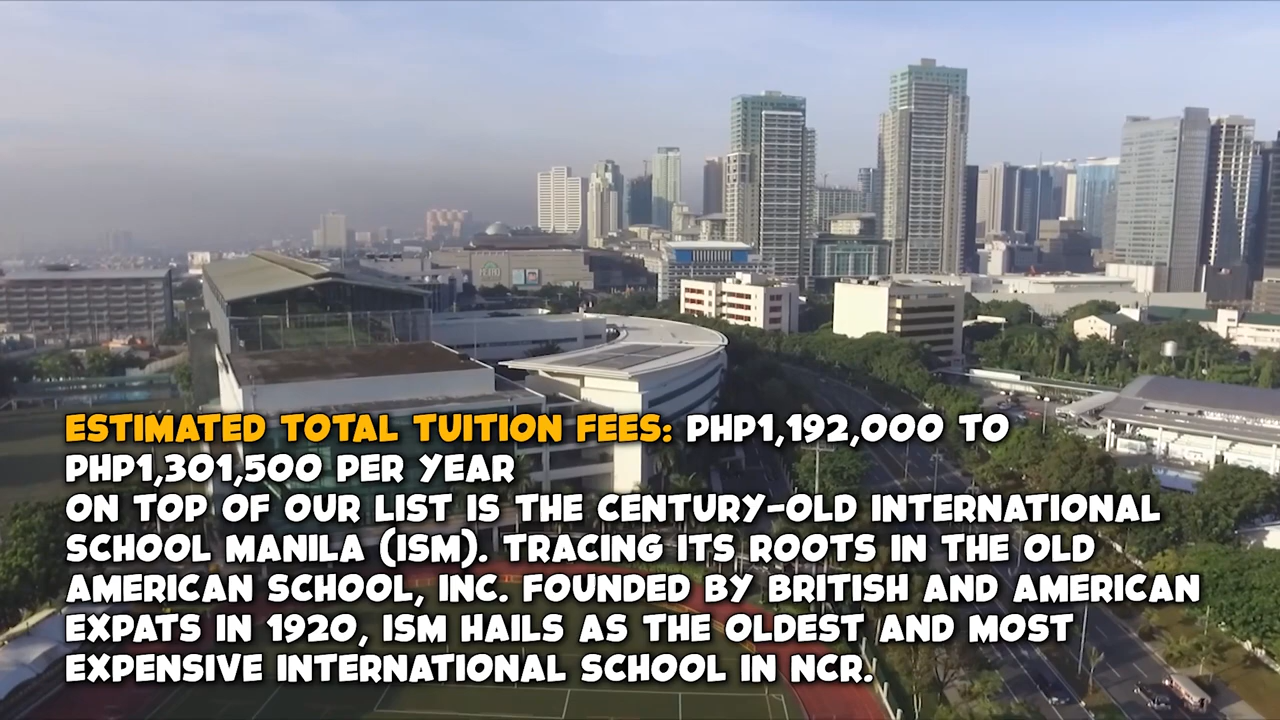 ESTIMATED TOTAL TUITION FEES: PHP1,192,000 TO
PHP1,301,500 PER YEAR
ON TOP OF OUR LIST IS THE CENTURY-OLD INTERNATIONAL
SCHOOL MANILA (ISM). TRACING ITS ROOTS IN THE OLD
AMERICAN SCHOOL, INC. FOUNDED BY BRITISH AND AMERICAN
EXPATS IN 1920, ISM HAILS AS THE OLDEST AND MOST
EXPENSIVE INTERNATIONAL SCHOOL IN NCR.